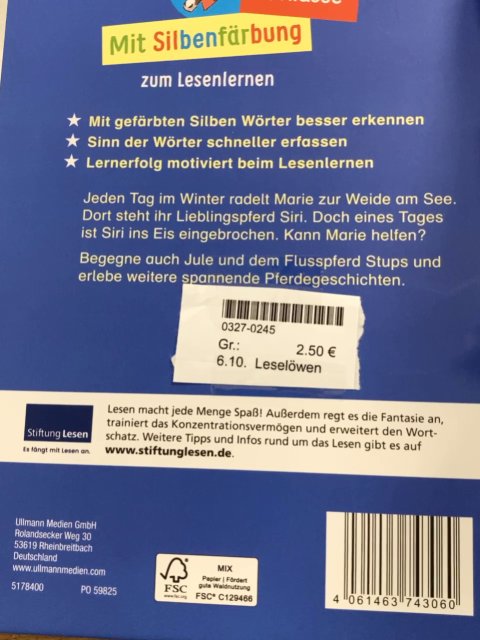 Mit Silbenfärbung
zum Lesenlernen
★ Mit gefärbten Silben Wörter besser erkennen
★ Sinn der Wörter schneller erfassen
★ Lernerfolg motiviert beim Lesenlernen
Jeden Tag im Winter radelt Marie zur Weide am See.
Dort steht ihr Lieblingspferd Siri. Doch eines Tages
ist Siri ins Eis eingebrochen. Kann Marie helfen?
Begegne auch Jule und dem Flusspferd Stups und
erlebe weitere spannende Pferdegeschichten.
0327-0245
Gr.: 2.50 €
6.10. Leselöwen
Stiftung Lesen
Es fängt mit Lesen an.
Lesen macht jede Menge Spaß! Außerdem regt es die Fantasie an,
trainiert das Konzentrationsvermögen und erweitert den Wort-
schatz. Weitere Tipps und Infos rund um das Lesen gibt es auf
www.stiftunglesen.de.
Ullmann Medien GmbH
Rolandsecker Weg 30
53619 Rheinbreitbach
Deutschland
www.ullmannmedien.com
5178400 PO 59825
FSC
www.fsc.org
MIX
Papier | Fördert
gute Waldnutzung
FSC® C129466
4 061463 743060